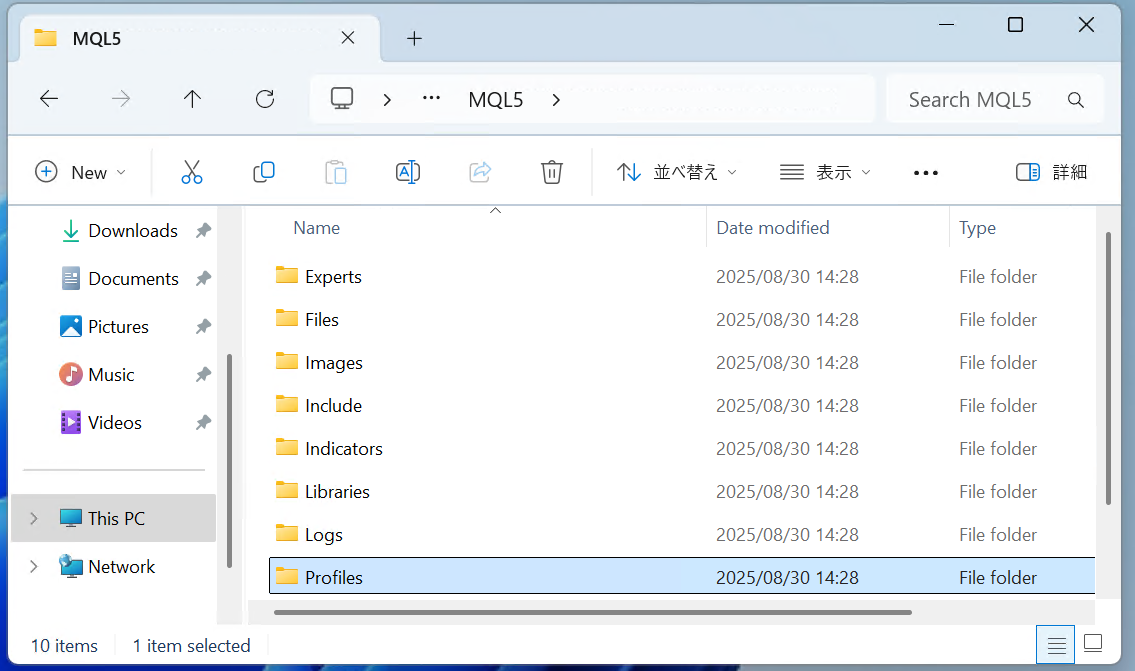 MQL5
MQL5
Search MQL5
New 並べ替え 表示 詳細
Name Date modified Type
Downloads
Documents
Pictures
Music
Videos
This PC
Network
Experts 2025/08/30 14:28 File folder
Files 2025/08/30 14:28 File folder
Images 2025/08/30 14:28 File folder
Include 2025/08/30 14:28 File folder
Indicators 2025/08/30 14:28 File folder
Libraries 2025/08/30 14:28 File folder
Logs 2025/08/30 14:28 File folder
Profiles 2025/08/30 14:28 File folder
10 items 1 item selected